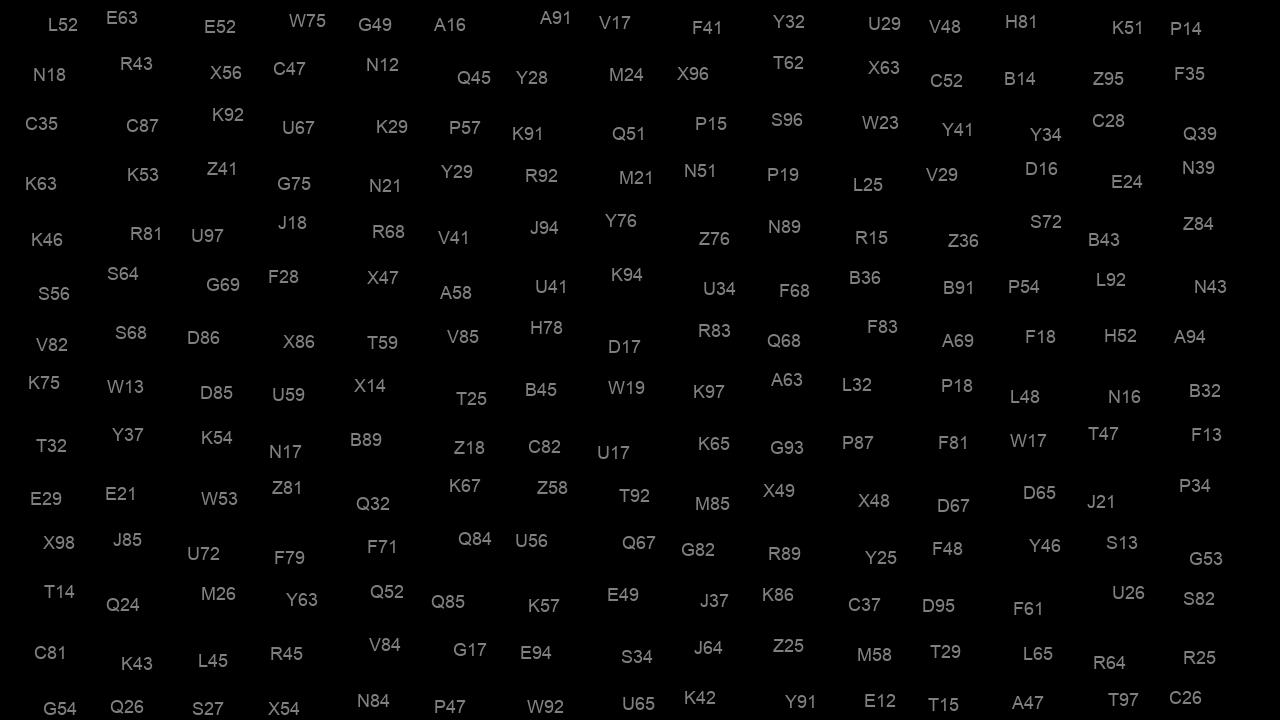 L52 E63 E52 W75 G49 A16 A91 V17 F41 Y32 U29 V48 H81 K51 P14
N18 R43 X56 C47 N12 Q45 Y28 M24 X96 T62 X63 C52 B14 Z95 F35
C35 C87 K92 U67 K29 P57 K91 Q51 P15 S96 W23 Y41 Y34 C28 Q39
K63 K53 Z41 G75 N21 Y29 R92 M21 N51 P19 L25 V29 D16 E24 N39
K46 R81 U97 J18 R68 V41 J94 Y76 Z76 N89 R15 Z36 S72 B43 Z84
S56 S64 G69 F28 X47 A58 U41 K94 U34 F68 B36 B91 P54 L92 N43
V82 S68 D86 X86 T59 V85 H78 D17 R83 Q68 F83 A69 F18 H52 A94
K75 W13 D85 U59 X14 T25 B45 W19 K97 A63 L32 P18 L48 N16 B32
T32 Y37 K54 N17 B89 Z18 C82 U17 K65 G93 P87 F81 W17 T47 F13
E29 E21 W53 Z81 Q32 K67 Z58 T92 M85 X49 X48 D67 D65 J21 P34
X98 J85 U72 F79 F71 Q84 U56 Q67 G82 R89 Y25 F48 Y46 S13 G53
T14 Q24 M26 Y63 Q52 Q85 K57 E49 J37 K86 C37 D95 F61 U26 S82
C81 K43 L45 R45 V84 G17 E94 S34 J64 Z25 M58 T29 L65 R64 R25
G54 Q26 S27 X54 N84 P47 W92 U65 K42 Y91 E12 T15 A47 T97 C26